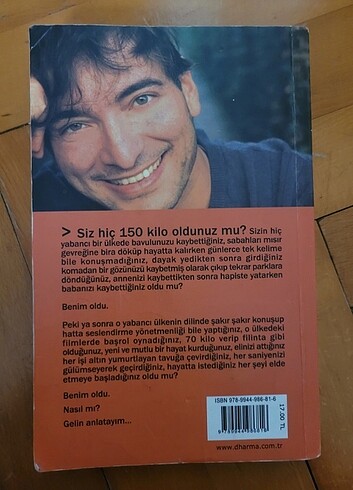 > Siz hiç 150 kilo oldunuz mu? Sizin hiç
yabancı bir ülkede bavulunuzu kaybettiğiniz, sabahları mısır
gevreğine bira döküp hayatta kalırken günlerce tek kelime
bile konuşmadığınız, dayak yedikten sonra girdiğiniz
komadan bir gözünüzü kaybetmiş olarak çıkıp tekrar parklara
döndüğünüz, annenizi kaybettikten sonra hapiste yatarken
babanızı kaybettiğiniz oldu mu?
Benim oldu.
Peki ya sonra o yabancı ülkenin dilinde şakır şakır konuşup
hatta seslendirme yönetmenliği bile yaptığınız, o ülkedeki
filmlerde başrol oynadığınız, 70 kilo verip filinta gibi
olduğunuz, yeni ve mutlu bir hayat kurduğunuz, elinizi attığınız
her işi altın yumurtlayan tavuğa çevirdiğiniz, her saniyenizi
gülümseyerek geçirdiğiniz, hayatta istediğiniz her şeyi elde
etmeye başladığınız oldu mu?
Benim oldu.
Nasıl mı?
Gelin anlatayım...
ISBN 978-9944-986-81-6
9 789944 986816
17.00 TL
www.dharma.com.tr